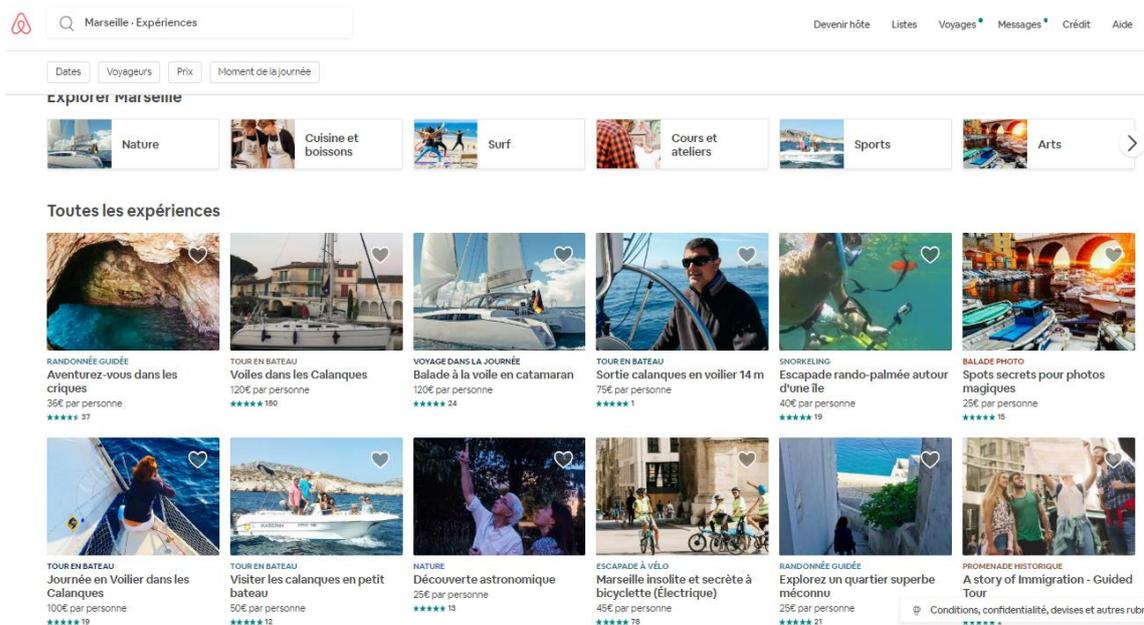 Marseille · Expériences
Devenir hôte
Listes
Voyages
Messages
Crédit
Aide
Dates
Voyageurs
Prix
Moment de la journée
Explorer Marseille
Nature
Cuisine et
boissons
Surf
Cours et
ateliers
Sports
Arts
Toutes les expériences
RANDONNÉE GUIDÉE
Aventurez-vous dans les
criques
36€ par personne
37
TOUR EN BATEAU
Voiles dans les Calanques
120€ par personne
180
VOYAGE DANS LA JOURNÉE
Balade à la voile en catamaran
120€ par personne
24
TOUR EN BATEAU
Sortie calanques en voilier 14 m
75€ par personne
1
SNORKELING
Escapade rando-palmée autour
d'une île
40€ par personne
19
BALADE PHOTO
Spots secrets pour photos
magiques
25€ par personne
15
TOUR EN BATEAU
Journée en Voilier dans les
Calanques
100€ par personne
19
TOUR EN BATEAU
Visiter les calanques en petit
bateau
50€ par personne
12
NATURE
Découverte astronomique
25€ par personne
13
ESCAPADE À VÉLO
Marseille insolite et secrète à
bicyclette (Électrique)
45€ par personne
78
RANDONNÉE GUIDÉE
Explorez un quartier superbe
méconnu
25€ par personne
21
PROMENADE HISTORIQUE
A story of Immigration - Guided
Tour
Conditions, confidentialité, devises et autres rubr